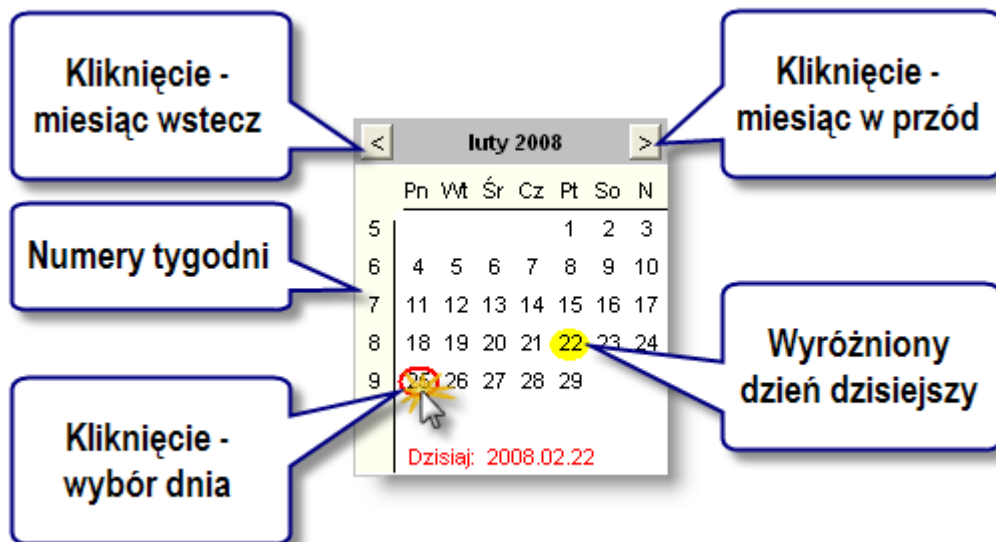 Kliknięcie -
miesiąc wstecz
Kliknięcie -
miesiąc w przód
< luty 2008 >
Pn Wt Śr Cz Pt So N
5 1 2 3
6 4 5 6 7 8 9 10
7 11 12 13 14 15 16 17
8 18 19 20 21 22 23 24
9 25 26 27 28 29
Dzisiaj: 2008.02.22
Numery tygodni
Wyróżniony
dzień dzisiejszy
Kliknięcie -
wybór dnia